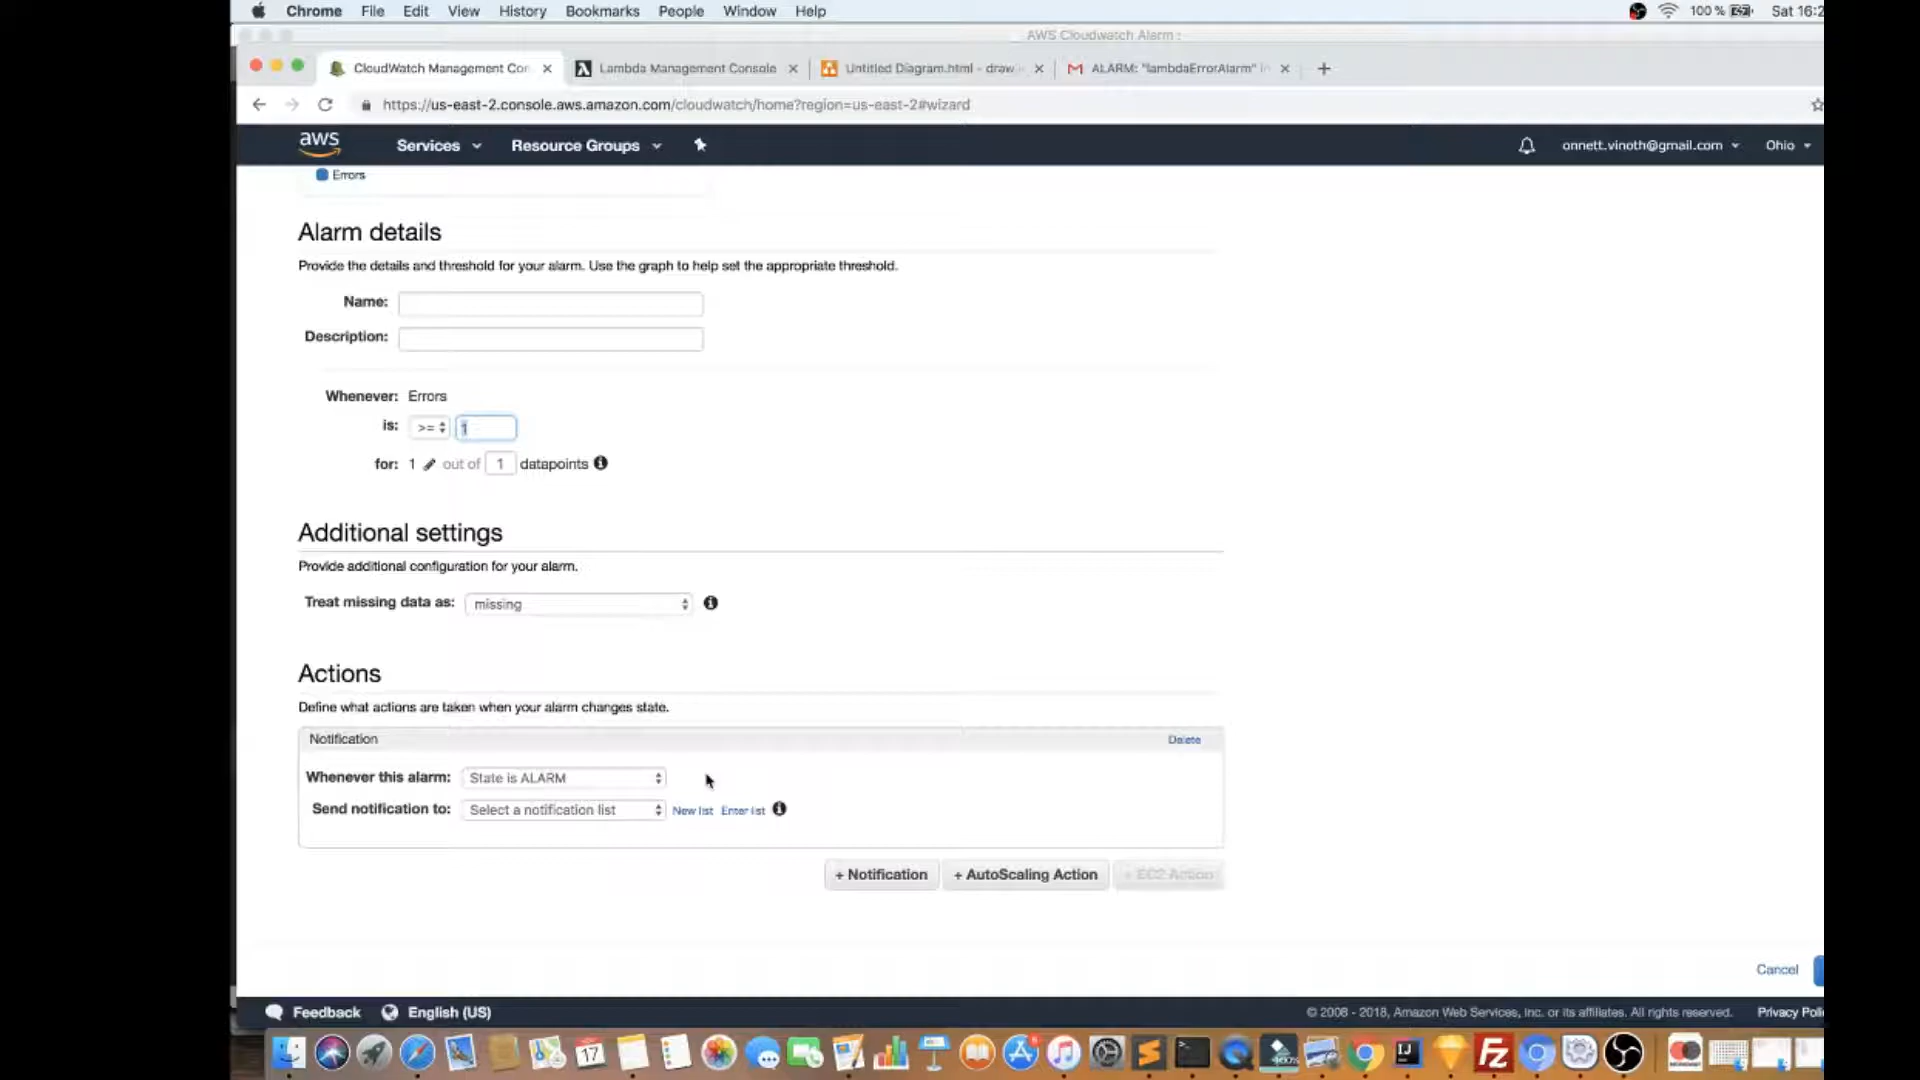 Chrome File Edit View History Bookmarks People Window Help 100 % Sat 16:2
AWS Cloudwatch Alarm :
CloudWatch Management Con Lambda Management Console Untitled Diagram.html - draw ALARM: "lambdaErrorAlarm" in
https://us-east-2.console.aws.amazon.com/cloudwatch/home?region=us-east-2#wizard
aws Services Resource Groups onnett.vinoth@gmail.com Ohio
Errors
Alarm details
Provide the details and threshold for your alarm. Use the graph to help set the appropriate threshold.
Name:
Description:
Whenever: Errors
is: >= 1
for: 1 out of 1 datapoints
Additional settings
Provide additional configuration for your alarm.
Treat missing data as: missing
Actions
Define what actions are taken when your alarm changes state.
Notification Delete
Whenever this alarm: State is ALARM
Send notification to: Select a notification list New list Enter list
+ Notification + AutoScaling Action + EC2 Action
Cancel
Feedback English (US) © 2008 - 2018, Amazon Web Services, Inc. or its affiliates. All rights reserved. Privacy Poli
17